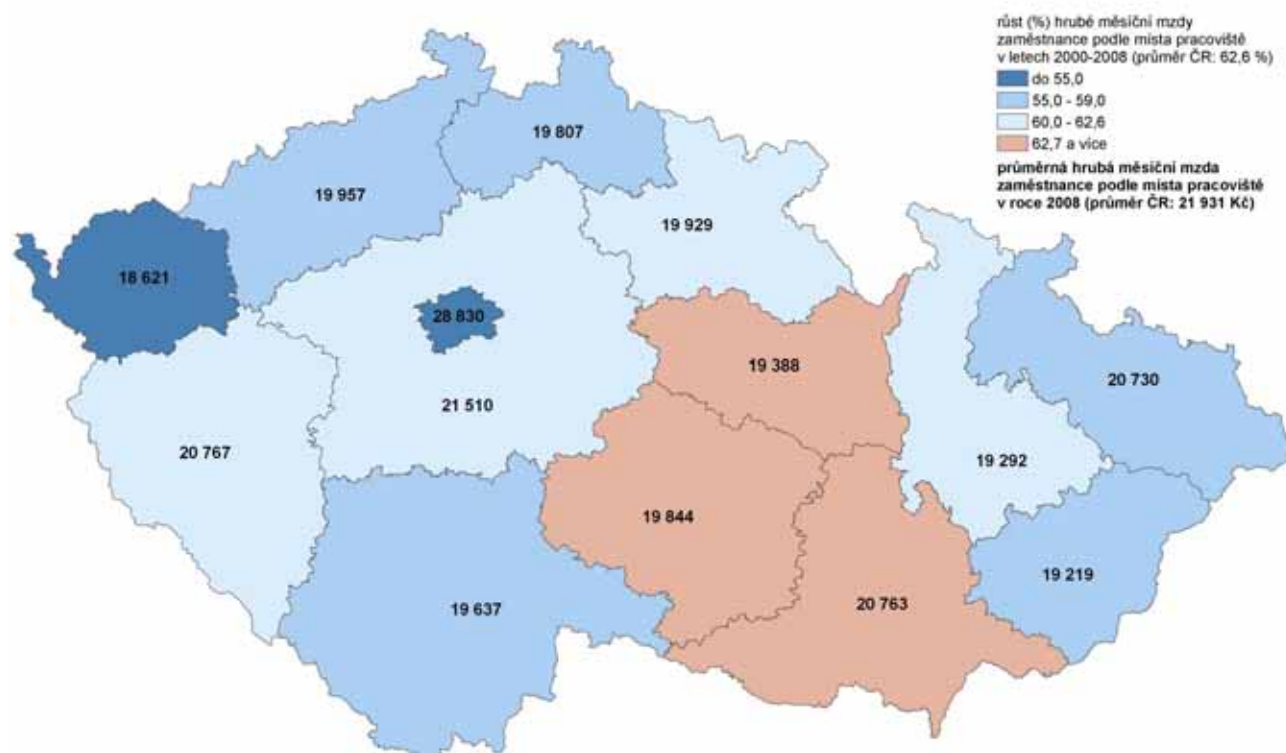 růst (%) hrubé měsíční mzdy
zaměstnance podle místa pracoviště
v letech 2000-2008 (průměr ČR: 62,6 %)
do 55,0
55,0 - 59,0
60,0 - 62,6
62,7 a více
průměrná hrubá měsíční mzda
zaměstnance podle místa pracoviště
v roce 2008 (průměr ČR: 21 931 Kč)
19 807
19 957
19 929
18 621
28 830
19 388
20 730
21 510
20 767
19 292
19 844
19 219
19 637
20 763